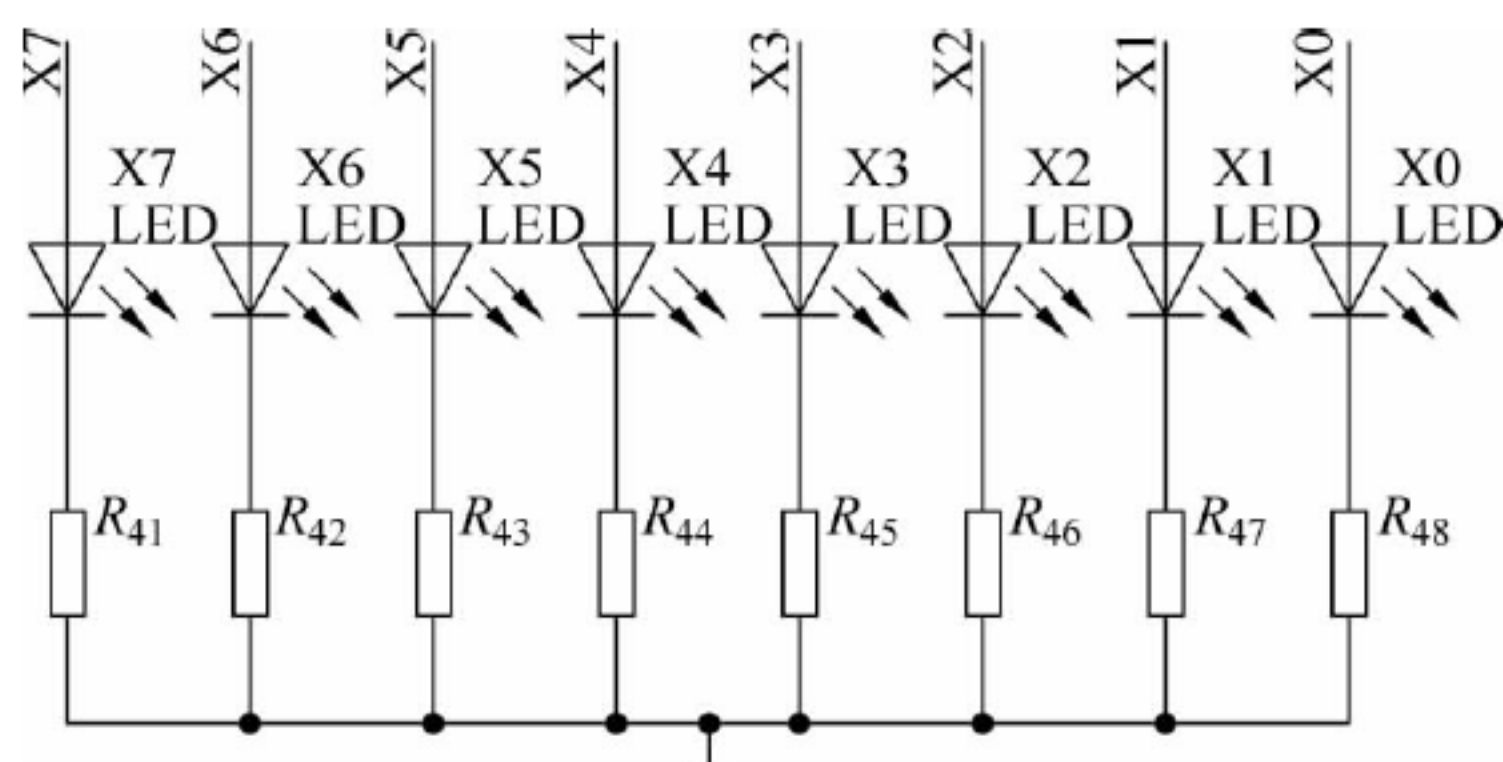 X7 X6 X5 X4 X3 X2 X1 X0
X7 X6 X5 X4 X3 X2 X1 X0
LED LED LED LED LED LED LED LED
R41 R42 R43 R44 R45 R46 R47 R48